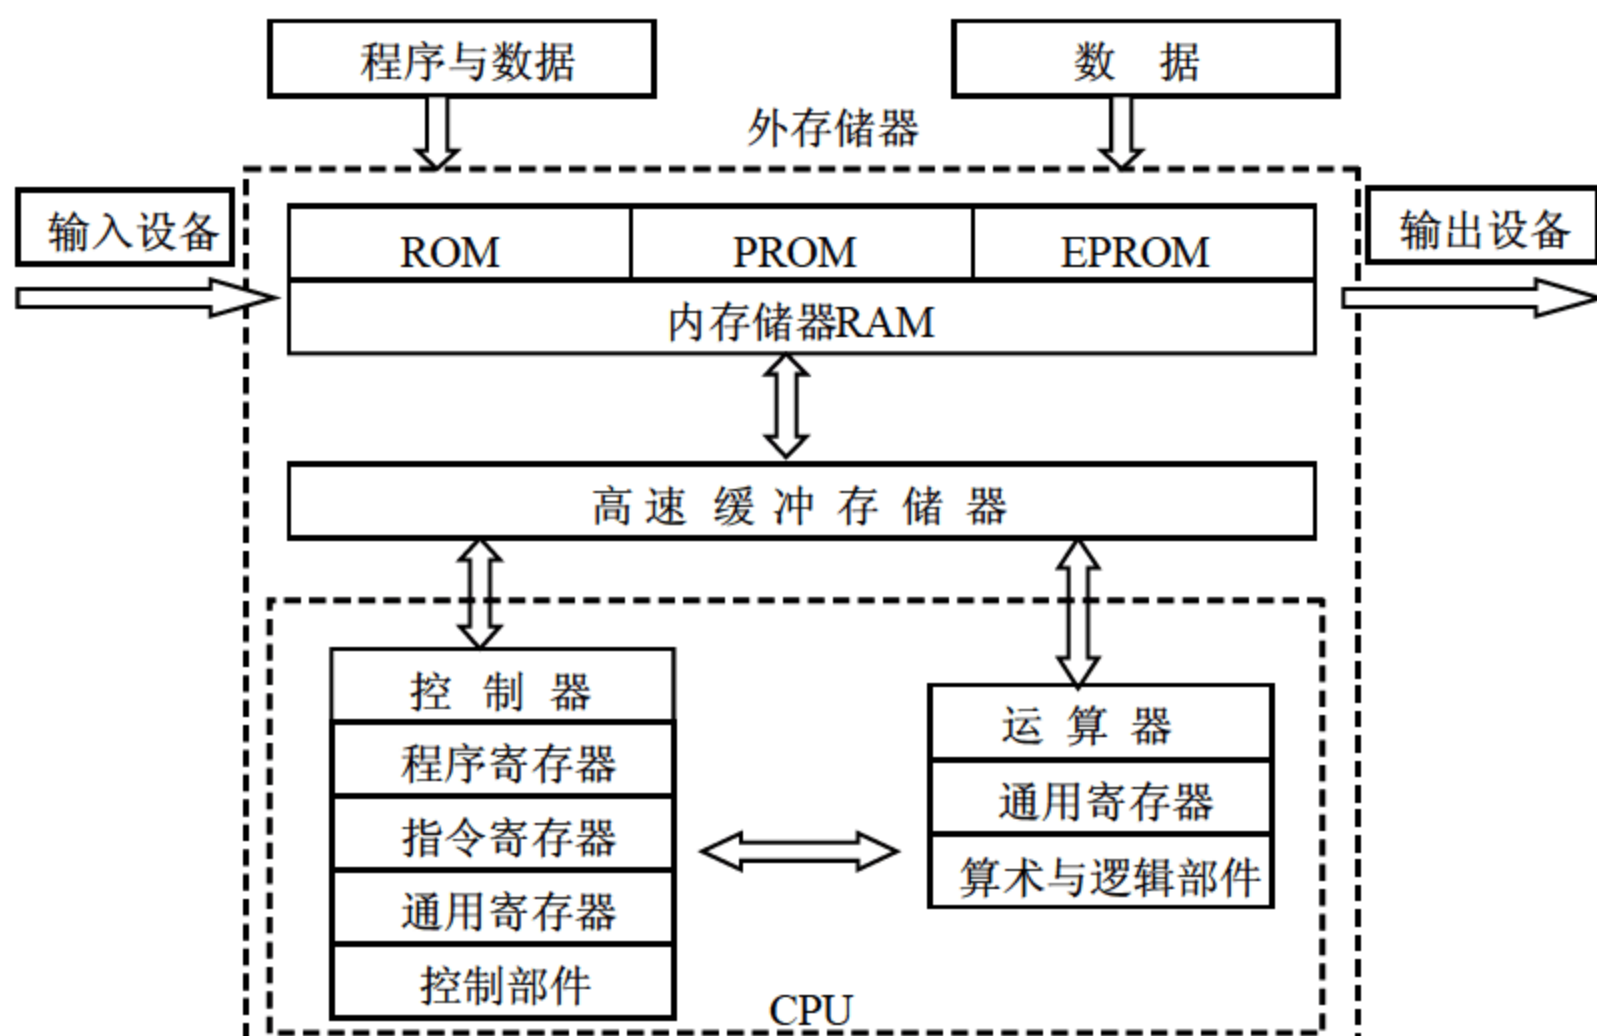 程序与数据
数 据
外存储器
输入设备
输出设备
ROM
PROM
EPROM
内存储器RAM
高速缓冲存储器
控制器
程序寄存器
指令寄存器
通用寄存器
控制部件
运算器
通用寄存器
算术与逻辑部件
CPU